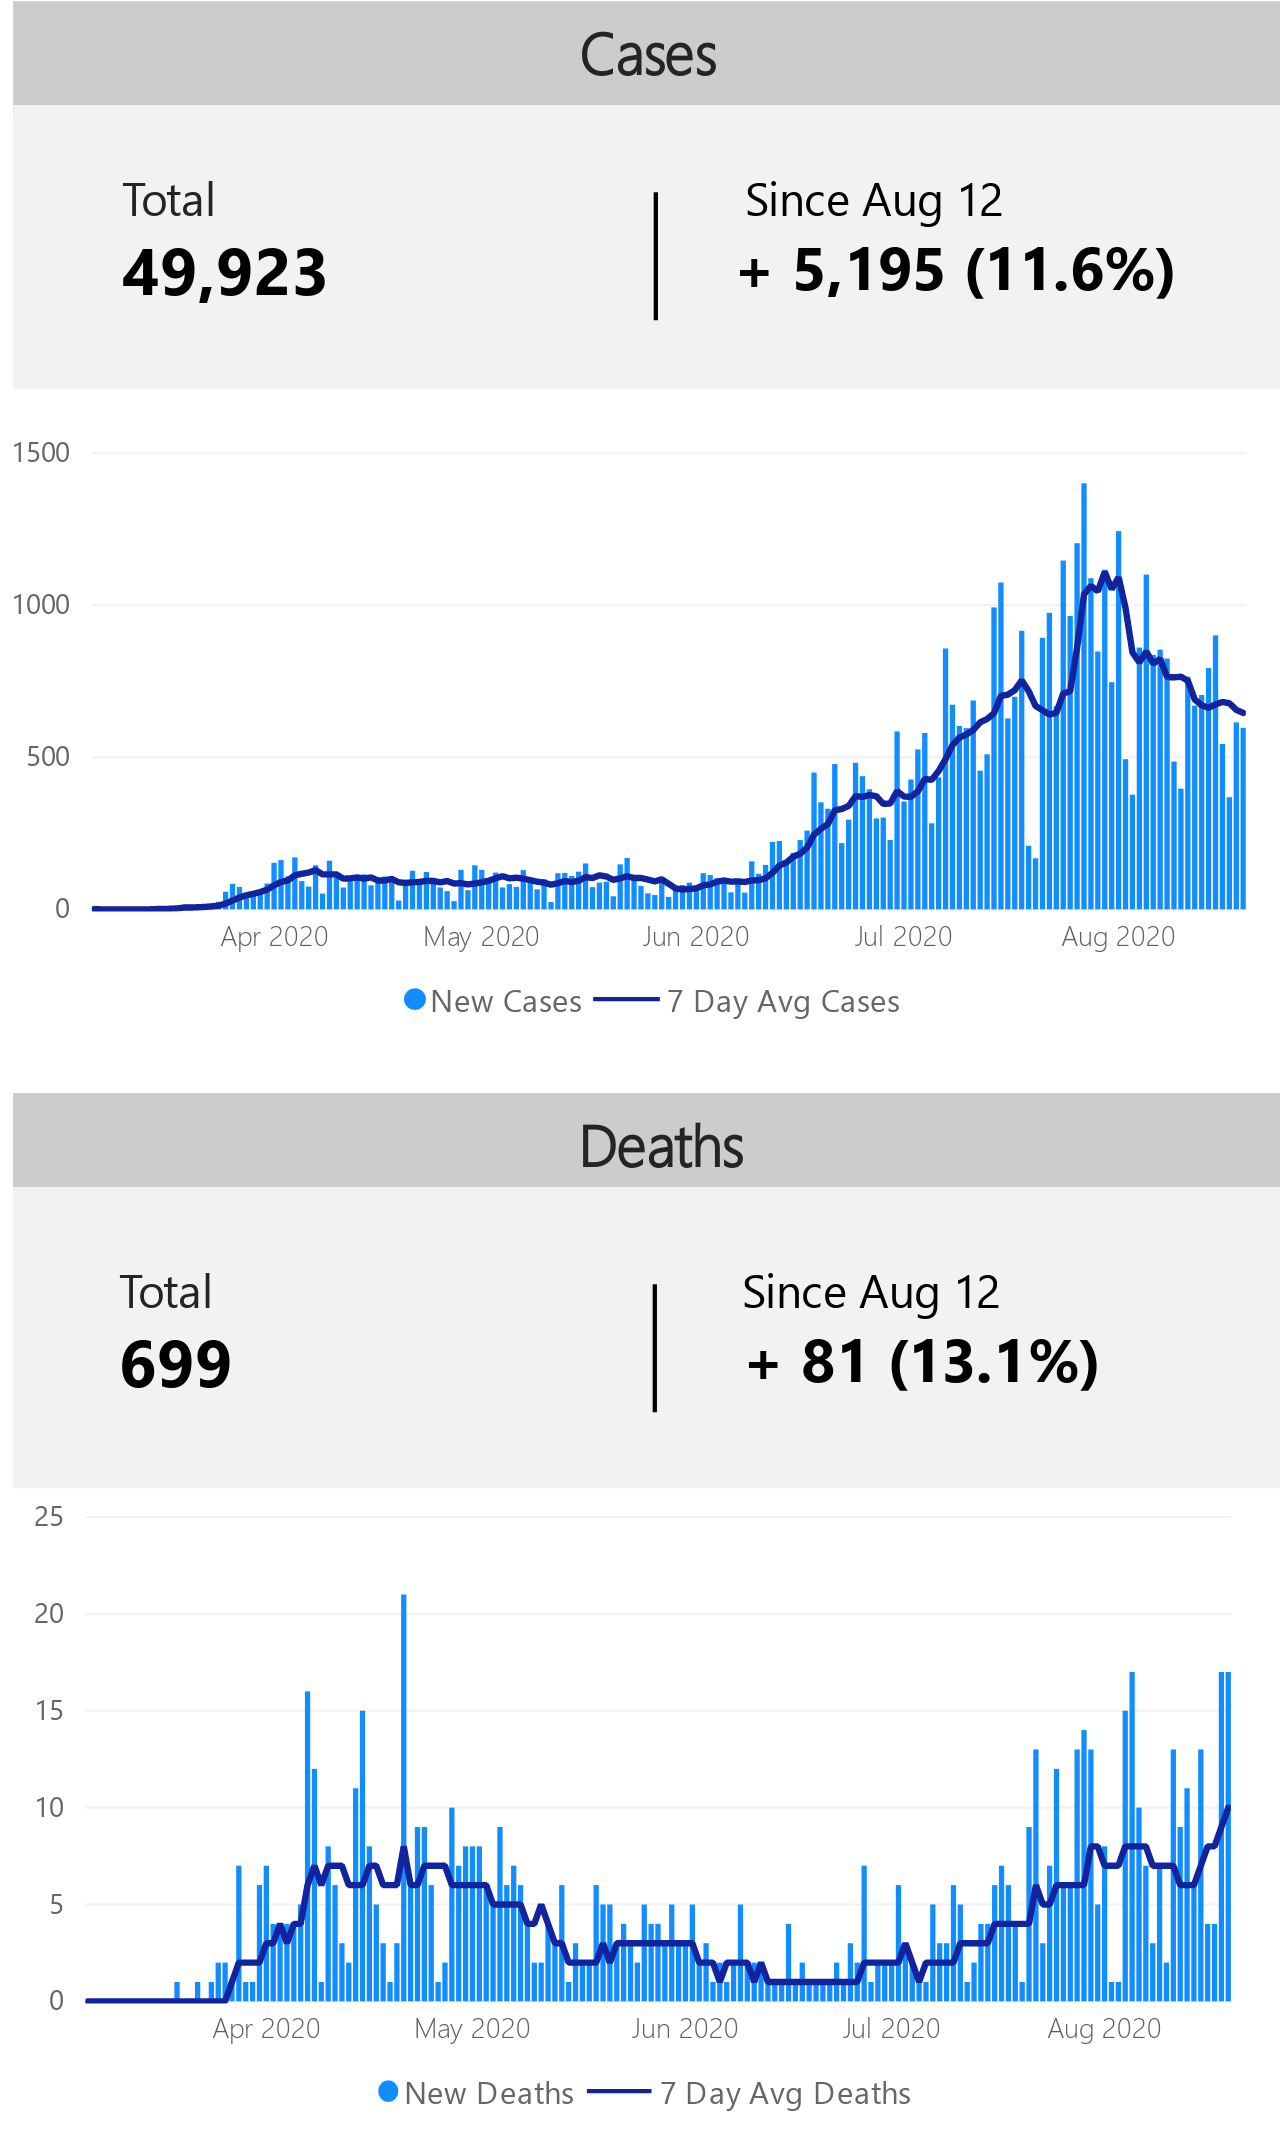 Cases
Total
Since Aug 12
49,923
+ 5,195 (11.6%)
1500
1000
500
0
Apr 2020 May 2020 Jun 2020 Jul 2020 Aug 2020
New Cases 7 Day Avg Cases
Deaths
Total
Since Aug 12
699
+ 81 (13.1%)
25
20
15
10
5
0
Apr 2020 May 2020 Jun 2020 Jul 2020 Aug 2020
New Deaths 7 Day Avg Deaths